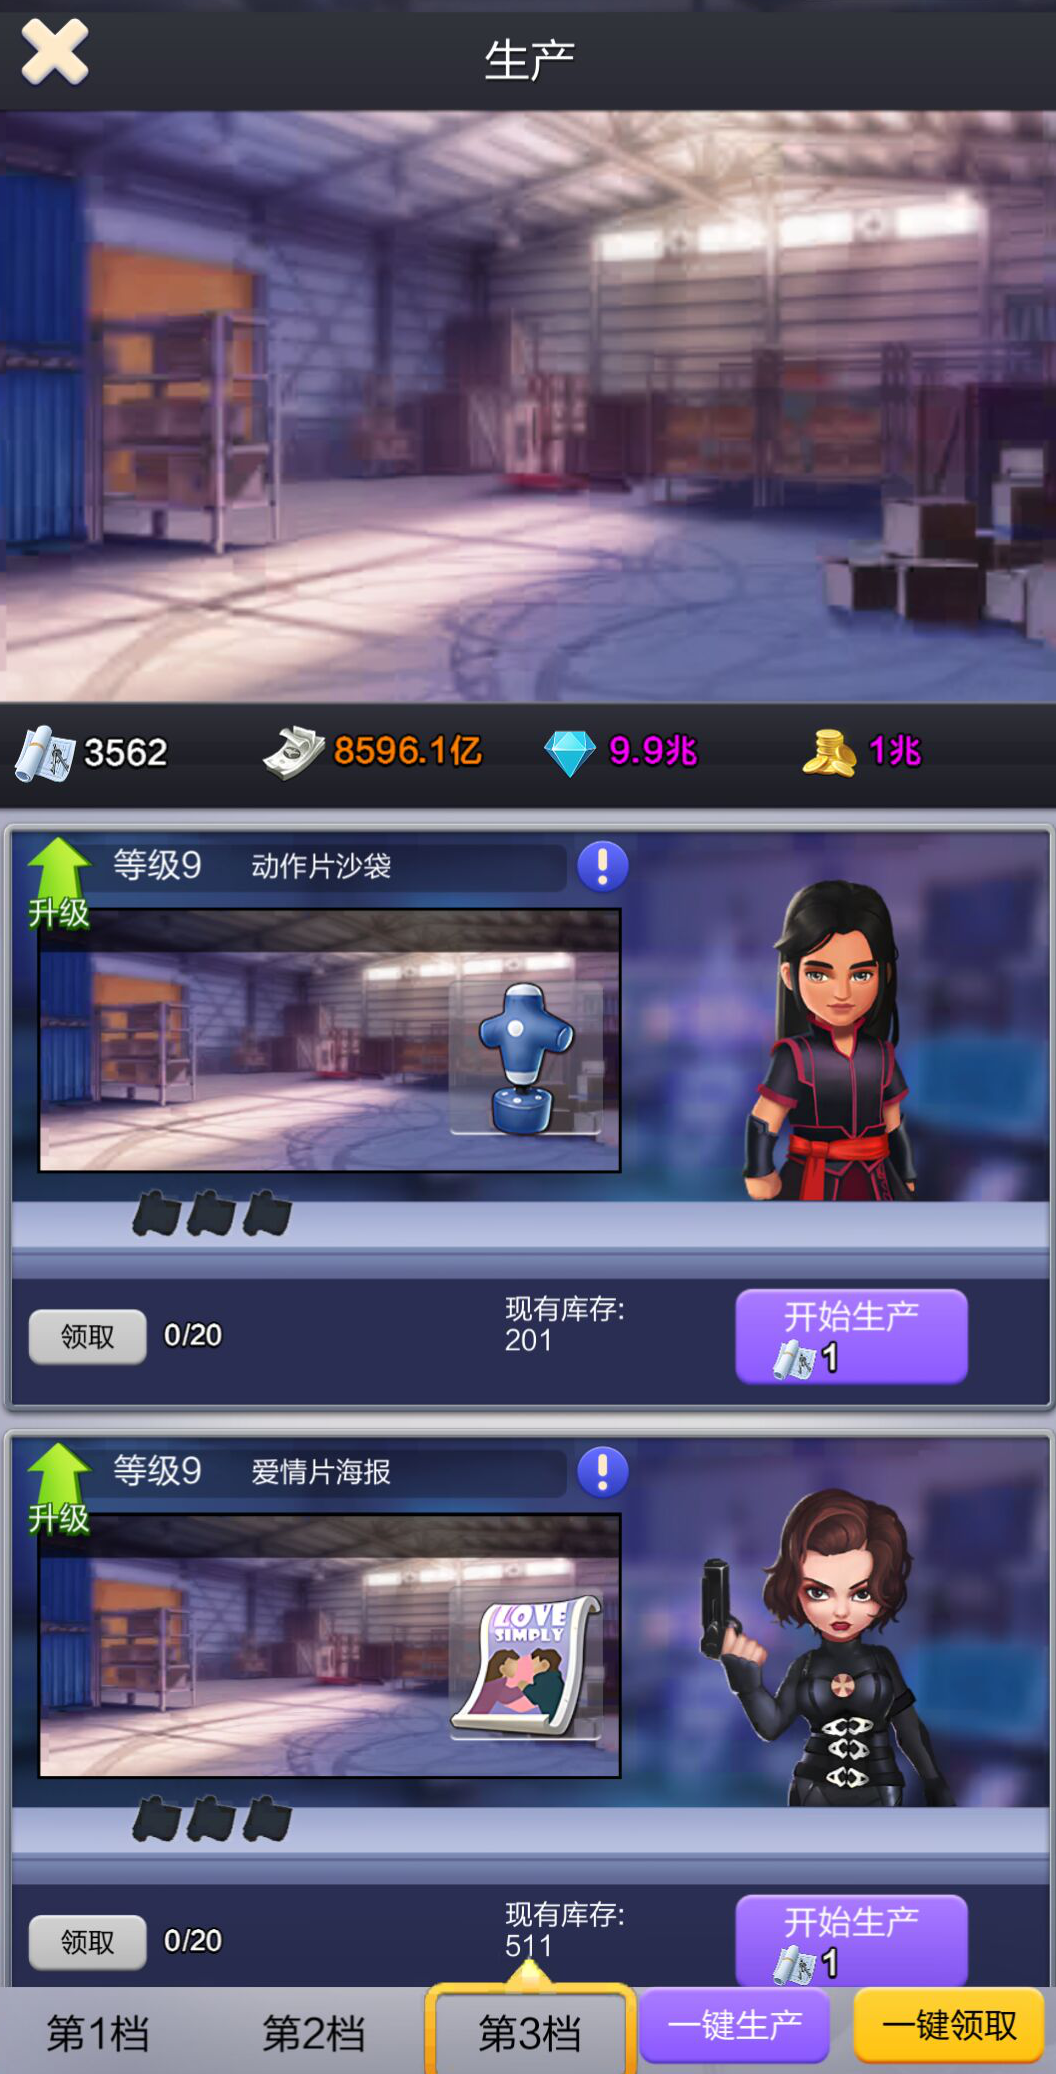 生产
3562
8596.1亿
9.9兆
1兆
等级9
动作片沙袋
升级
领取
0/20
现有库存:
201
开始生产
1
等级9
爱情片海报
升级
LOVE
SIMPLY
领取
0/20
现有库存:
511
开始生产
1
第1档
第2档
第3档
一键生产
一键领取